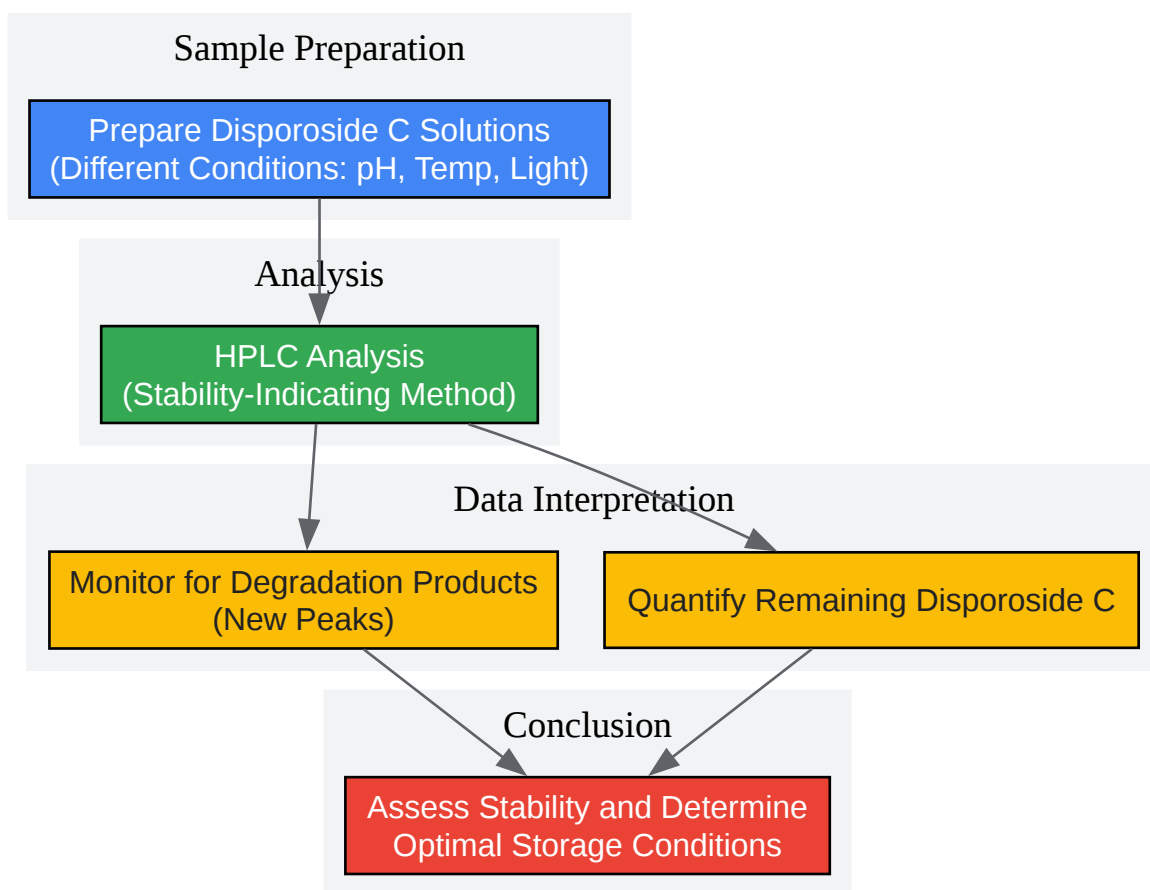 Sample Preparation
Prepare Disporoside C Solutions
(Different Conditions: pH, Temp, Light)
Analysis
HPLC Analysis
(Stability-Indicating Method)
Data Interpretation
Monitor for Degradation Products
(New Peaks)
Quantify Remaining Disporoside C
Conclusion
Assess Stability and Determine
Optimal Storage Conditions